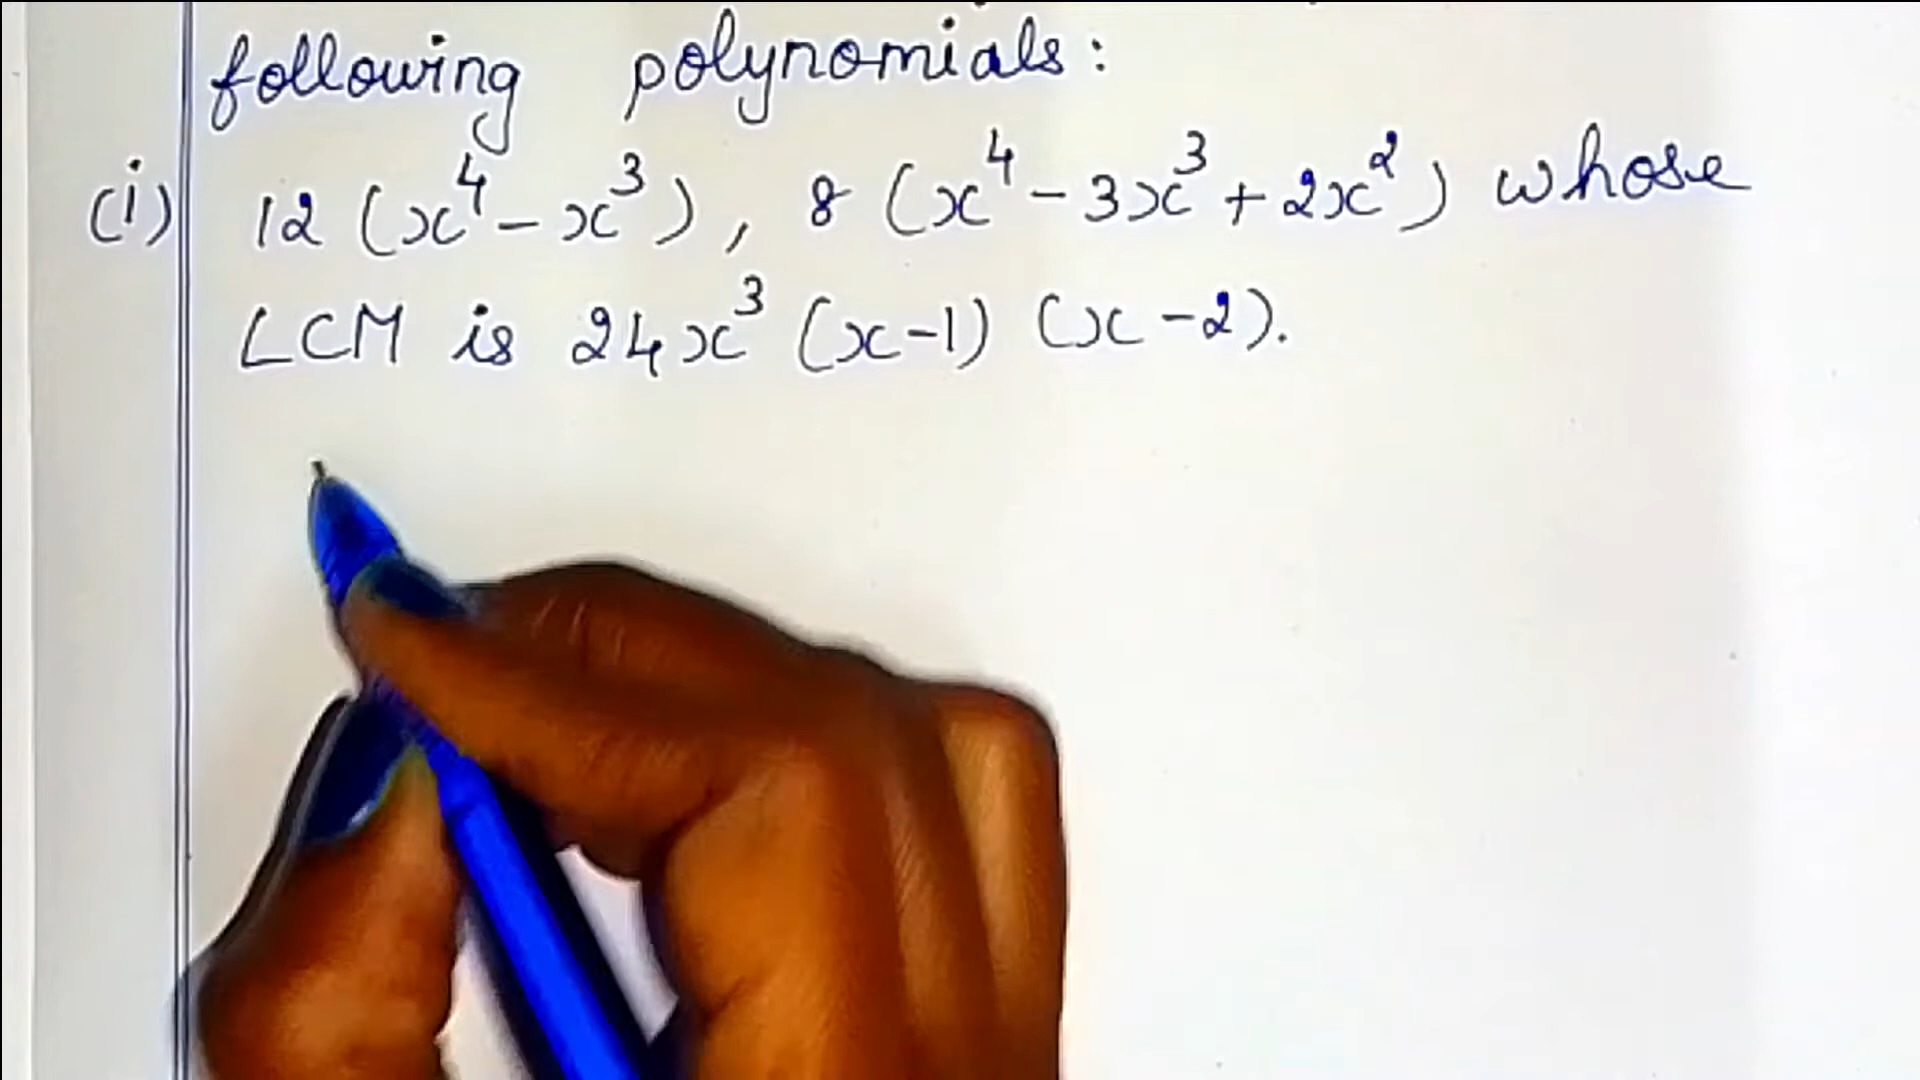 following polynomials:
(i) 12 (x⁴ - x³), 8 (x⁴ - 3x³ + 2x²) whose
LCM is 24x³ (x-1) (x-2).